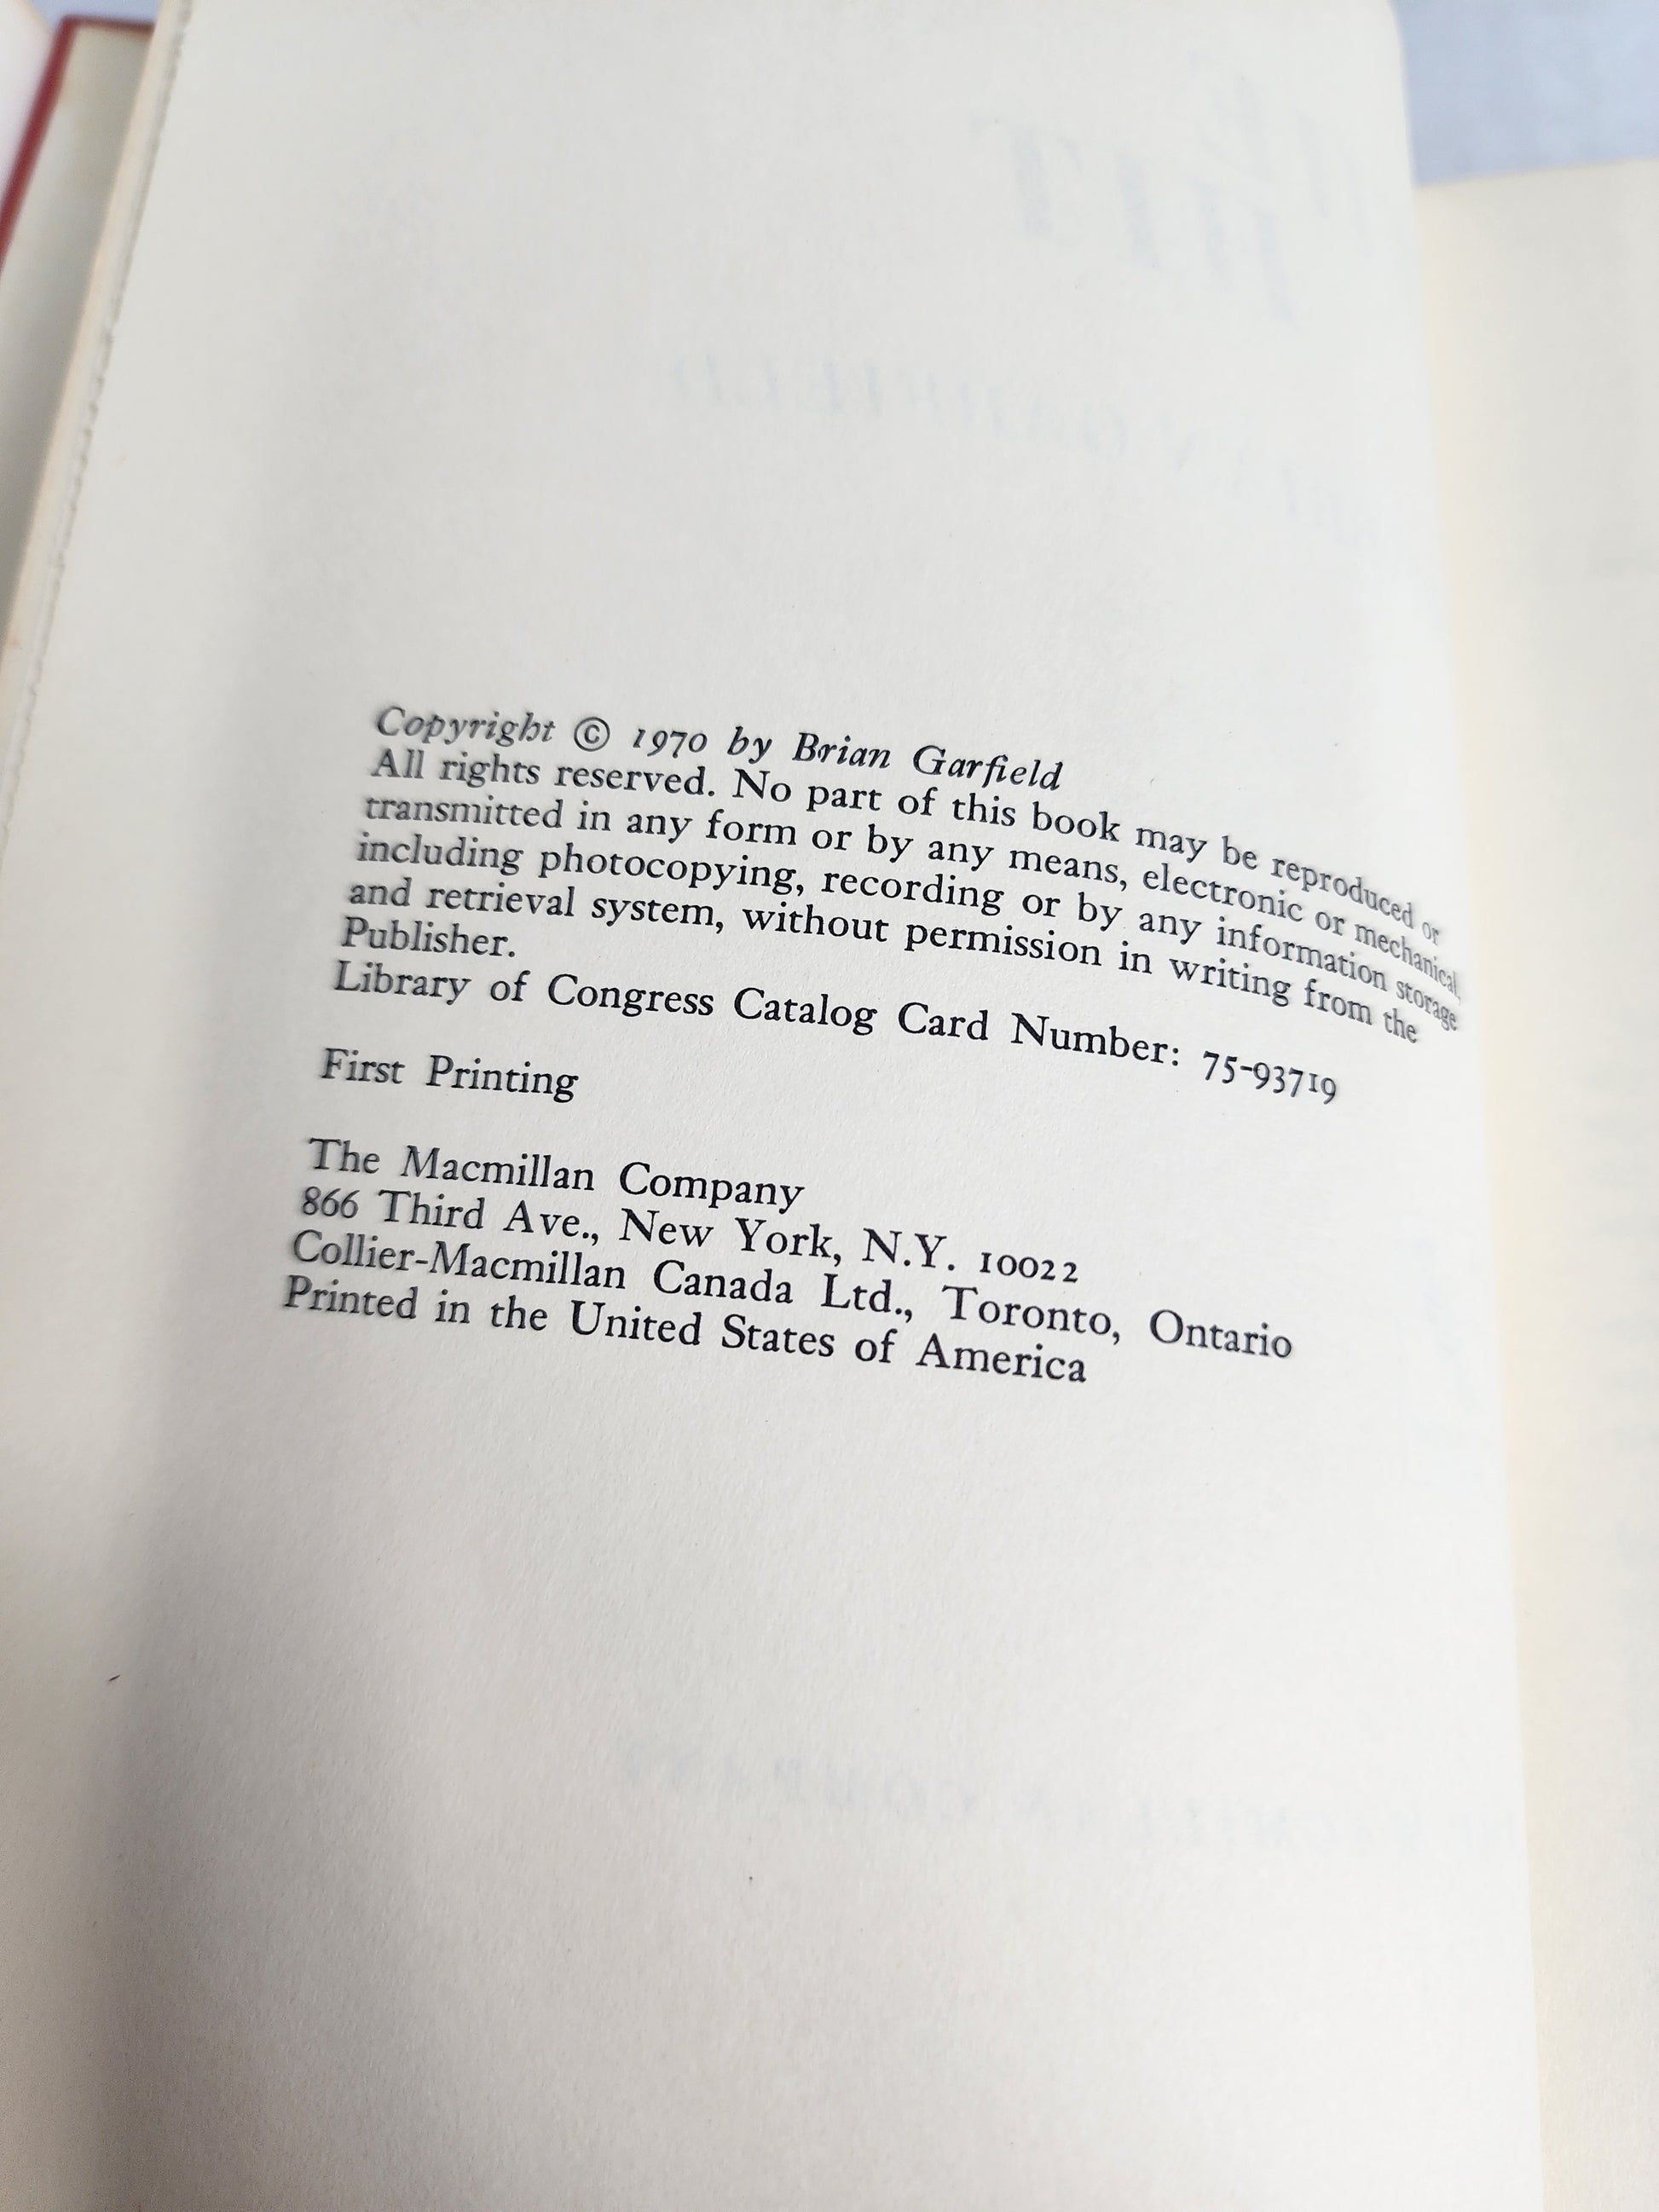 Copyright © 1970 by Brian Garfield
All rights reserved. No part of this book may be reproduced or
transmitted in any form or by any means, electronic or mechanical,
including photocopying, recording or by any information storage
and retrieval system, without permission in writing from the
Publisher.
Library of Congress Catalog Card Number: 75-93719
First Printing
The Macmillan Company
866 Third Ave., New York, N.Y. 10022
Collier-Macmillan Canada Ltd., Toronto, Ontario
Printed in the United States of America